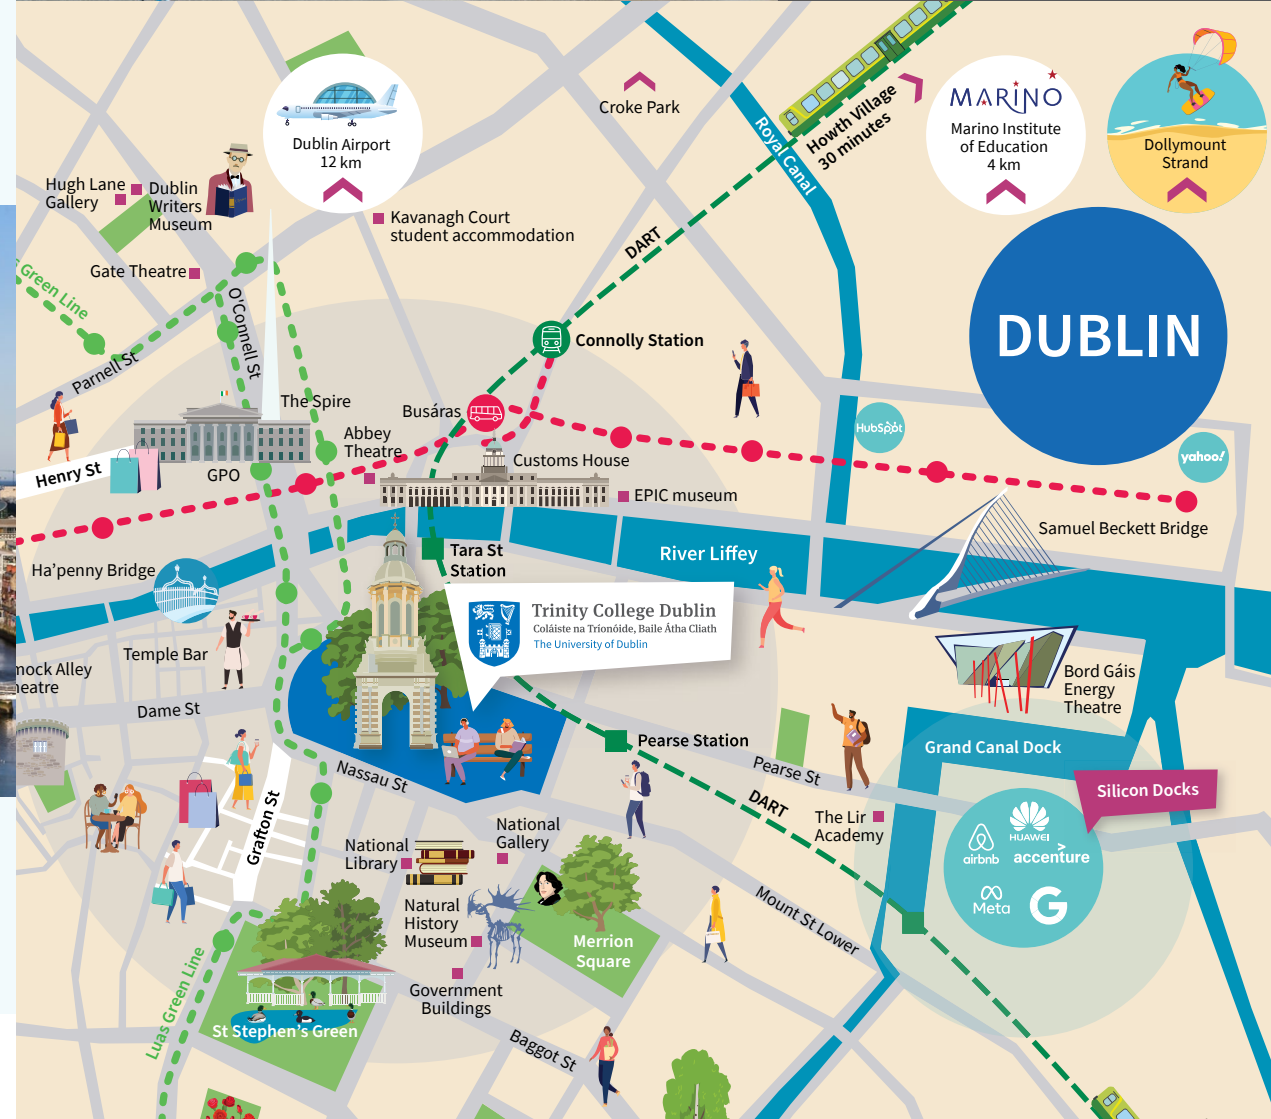 Croke Park
Dublin Airport
12 km
Howth Village
30 minutes
MARINO
Marino Institute
of Education
4 km
Dollymount
Strand
Royal Canal
Hugh Lane
Gallery
Dublin
Writers
Museum
Kavanagh Court
student accommodation
DART
Gate Theatre
Green Line
O'Connell St
DUBLIN
Connolly Station
Parnell St
The Spire
Busáras
HubSpot
yahoo!
Abbey
Theatre
Customs House
Henry St
GPO
EPIC museum
Samuel Beckett Bridge
Tara St
Station
River Liffey
Ha'penny Bridge
Trinity College Dublin
Coláiste na Tríonóide, Baile Átha Cliath
The University of Dublin
Temple Bar
mock Alley
heatre
Bord Gáis
Energy
Theatre
Dame St
Pearse Station
Grand Canal Dock
Nassau St
Pearse St
Silicon Docks
DART
Grafton St
The Lir
Academy
HUAWEI
airbnb
accenture
Meta
G
National
Library
National
Gallery
Natural
History
Museum
Merrion
Square
Mount St Lower
Government
Buildings
Luas Green Line
St Stephen's Green
Baggot St